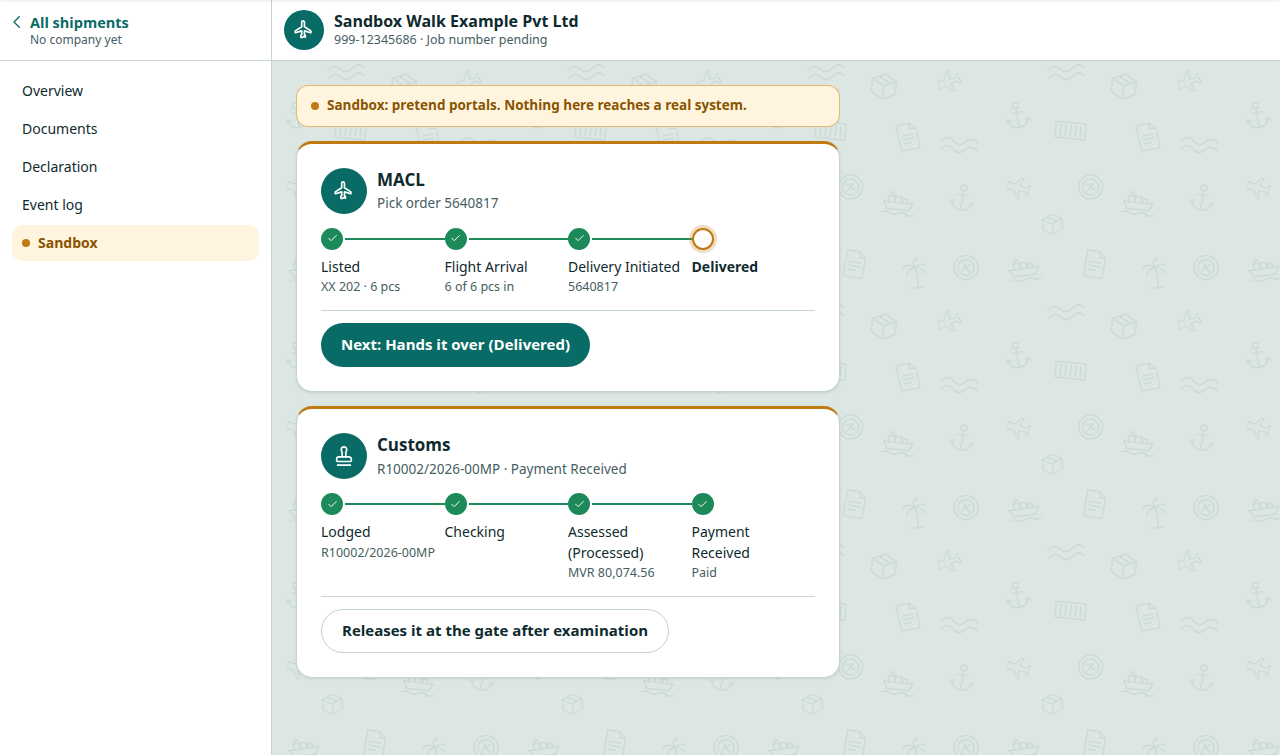 All shipments
No company yet
Sandbox Walk Example Pvt Ltd
999-12345686 · Job number pending
Overview
Documents
Declaration
Event log
Sandbox
Sandbox: pretend portals. Nothing here reaches a real system.
MACL
Pick order 5640817
Listed
XX 202 · 6 pcs
Flight Arrival
6 of 6 pcs in
Delivery Initiated
5640817
Delivered
Next: Hands it over (Delivered)
Customs
R10002/2026-00MP · Payment Received
Lodged
R10002/2026-00MP
Checking
Assessed
(Processed)
MVR 80,074.56
Payment
Received
Paid
Releases it at the gate after examination